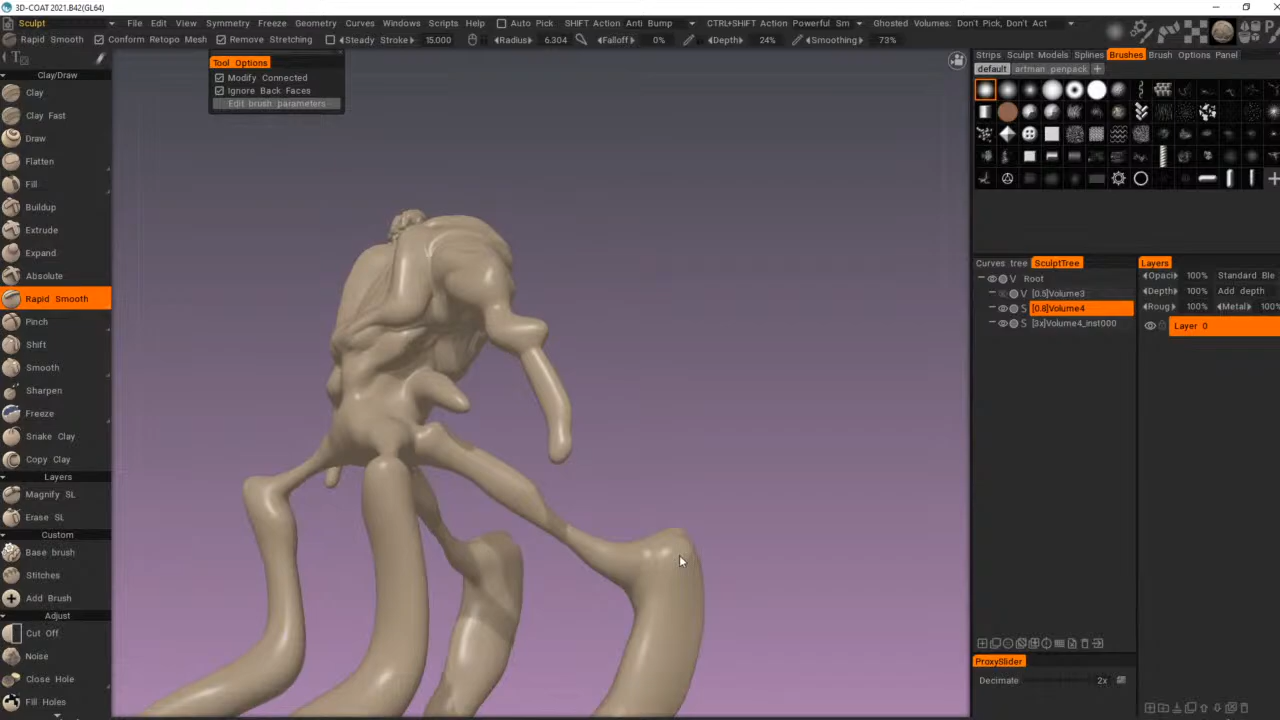 3D-COAT 2021.B42(GL64)
Sculpt File Edit View Symmetry Freeze Geometry Curves Windows Scripts Help Auto Pick SHIFT Action Anti Bump CTRL+SHIFT Action Powerful Sm Ghosted Volumes: Don't Pick, Don't Act
Rapid Smooth Conform Retopo Mesh Remove Stretching Steady Stroke 15.000 Radius 6.304 Falloff 0% Depth 24% Smoothing 73%
Strips Sculpt Models Splines Brushes Brush Options Panel
default artman penpack +
Tool Options
Modify Connected
Ignore Back Faces
Edit brush parameters
Clay/Draw
Clay
Clay Fast
Draw
Flatten
Fill
Buildup
Extrude
Expand
Absolute
Rapid Smooth
Pinch
Shift
Smooth
Sharpen
Freeze
Snake Clay
Copy Clay
Layers
Magnify SL
Erase SL
Custom
Base brush
Stitches
Add Brush
Adjust
Cut Off
Noise
Close Hole
Fill Holes
Curves tree SculptTree
V Root
V [0.5]Volume3
S [0.8]Volume4
S [3x]Volume4_inst000
ProxySlider
Decimate 2x
Layers
Opaci 100% Standard Ble
Depth 100% Add depth
Roug 100% Metal 100%
Layer 0